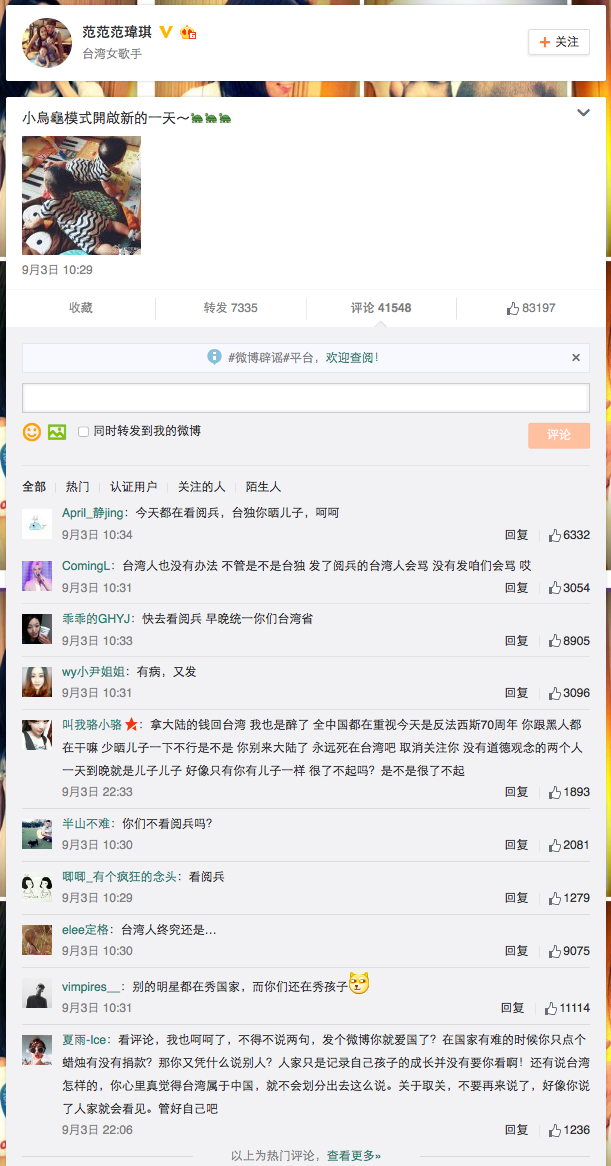 范范范瑋琪
台湾女歌手
+ 关注
小烏龜模式開啟新的一天～
9月3日 10:29
收藏
转发 7335
评论 41548
83197
#微博辟谣#平台，欢迎查阅！
同时转发到我的微博
评论
全部
热门
认证用户
关注的人
陌生人
April_静jing：今天都在看阅兵，台独你晒儿子，呵呵
9月3日 10:34
回复
6332
ComingL：台湾人也没有办法 不管是不是台独 发了阅兵的台湾人会骂 没有发咱们会骂 哎
9月3日 10:31
回复
3054
乖乖的GHYJ：快去看阅兵 早晚统一你们台湾省
9月3日 10:33
回复
8905
wy小尹姐姐：有病，又发
9月3日 10:31
回复
3096
叫我骆小骆：拿大陆的钱回台湾 我也是醉了 全中国都在重视今天是反法西斯70周年 你跟黑人都
在干嘛 少晒儿子一下不行是不是 你别来大陆了 永远死在台湾吧 取消关注你 没有道德观念的两个人
一天到晚就是儿子儿子 好像只有你有儿子一样 很了不起吗？是不是很了不起
9月3日 22:33
回复
1893
半山不难：你们不看阅兵吗？
9月3日 10:30
回复
2081
唧唧_有个疯狂的念头：看阅兵
9月3日 10:29
回复
1279
elee定格：台湾人终究还是...
9月3日 10:30
回复
9075
vimpires__：别的明星都在秀国家，而你们还在秀孩子
9月3日 10:31
回复
11114
夏雨-Ice：看评论，我也呵呵了，不得不说两句，发个微博你就爱国了？在国家有难的时候你只点个
蜡烛有没有捐款？那你又凭什么说别人？人家只是记录自己孩子的成长并没有要你看啊！还有说台湾
怎样的，你心里真觉得台湾属于中国，就不会划分出去这么说。关于取关，不要再来说了，好像你说
了人家就会看见。管好自己吧
9月3日 22:06
回复
1236
以上为热门评论，查看更多»